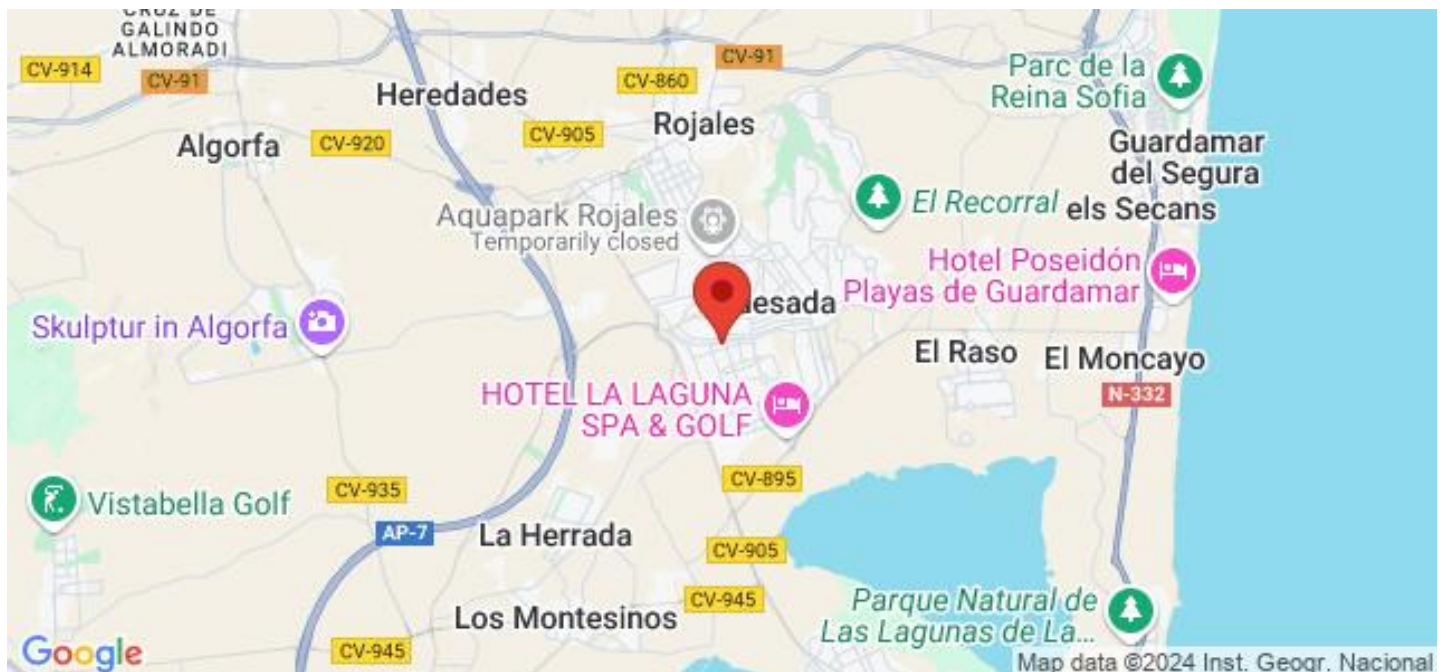 CRUZ DE
GALINDO
ALMORADI
CV-914
CV-91
CV-860
CV-91
Parc de la
Reina Sofia
Heredades
Rojales
Algorfa
CV-920
CV-905
Guardamar
del Segura
El Recorral
els Secans
Aquapark Rojales
Temporarily closed
Hotel Poseidón
Playas de Guardamar
uesada
Skulptur in Algorfa
El Raso
El Moncayo
HOTEL LA LAGUNA
SPA & GOLF
N-332
CV-895
Vistabella Golf
CV-935
AP-7
La Herrada
CV-905
Los Montesinos
CV-945
Parque Natural de
Las Lagunas de La...
CV-945
Google
Map data ©2024 Inst. Geogr. Nacional